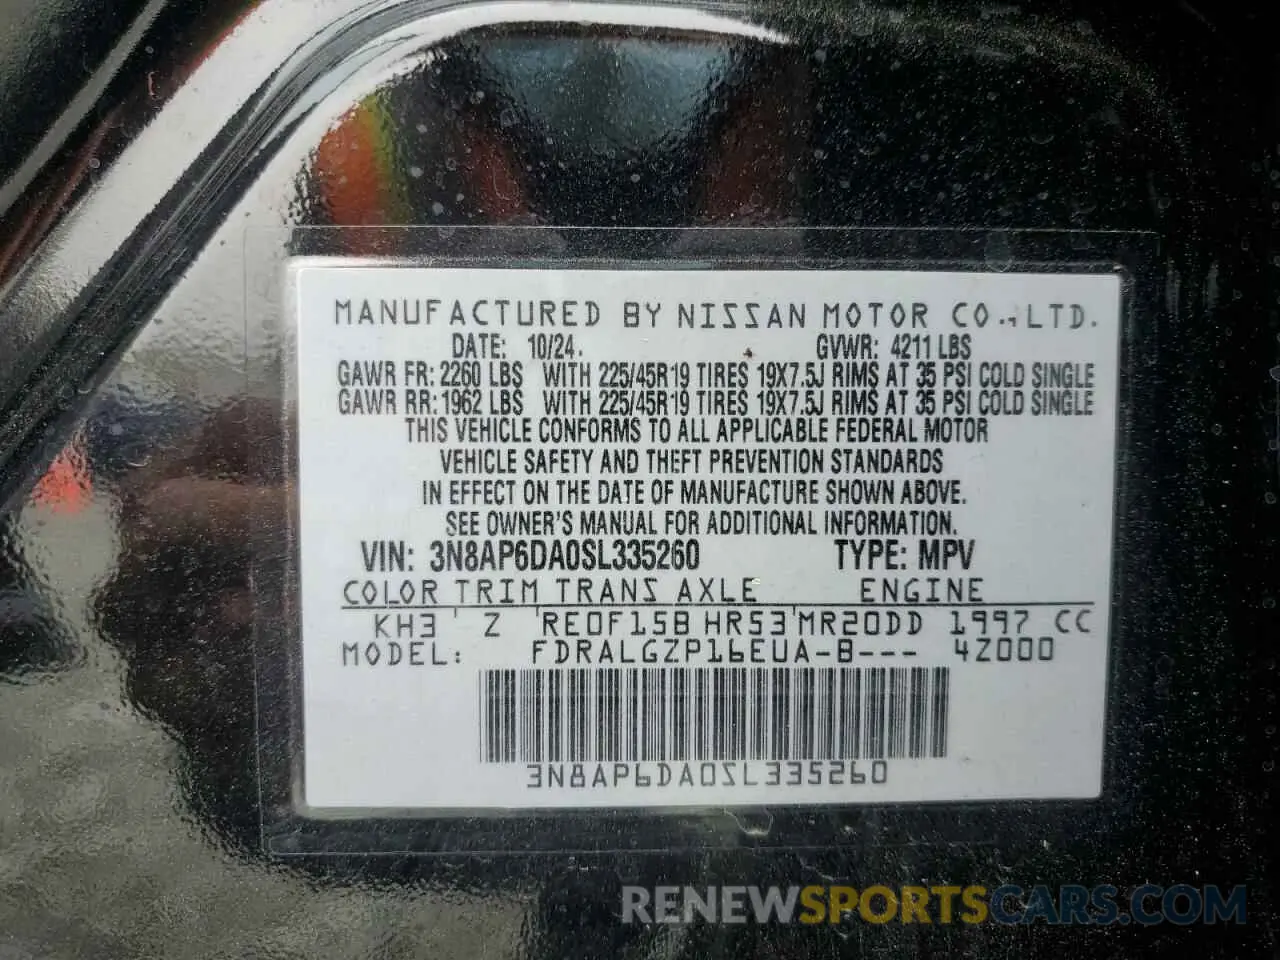 MANUFACTURED BY NISSAN MOTOR CO., LTD.
DATE: 10/24. GVWR: 4211 LBS
GAWR FR: 2260 LBS WITH 225/45R19 TIRES 19X7.5J RIMS AT 35 PSI COLD SINGLE
GAWR RR: 1962 LBS WITH 225/45R19 TIRES 19X7.5J RIMS AT 35 PSI COLD SINGLE
THIS VEHICLE CONFORMS TO ALL APPLICABLE FEDERAL MOTOR
VEHICLE SAFETY AND THEFT PREVENTION STANDARDS
IN EFFECT ON THE DATE OF MANUFACTURE SHOWN ABOVE.
SEE OWNER'S MANUAL FOR ADDITIONAL INFORMATION.
VIN: 3N8AP6DA0SL335260 TYPE: MPV
COLOR TRIM TRANS AXLE ENGINE
KH3 ' Z ' RE0F15B HR53 ' MR20DD 1997 CC
MODEL: FDRALGZP16EUA-B--- 4Z000
3N8AP6DA0SL335260
RENEWSPORTSCARS.COM